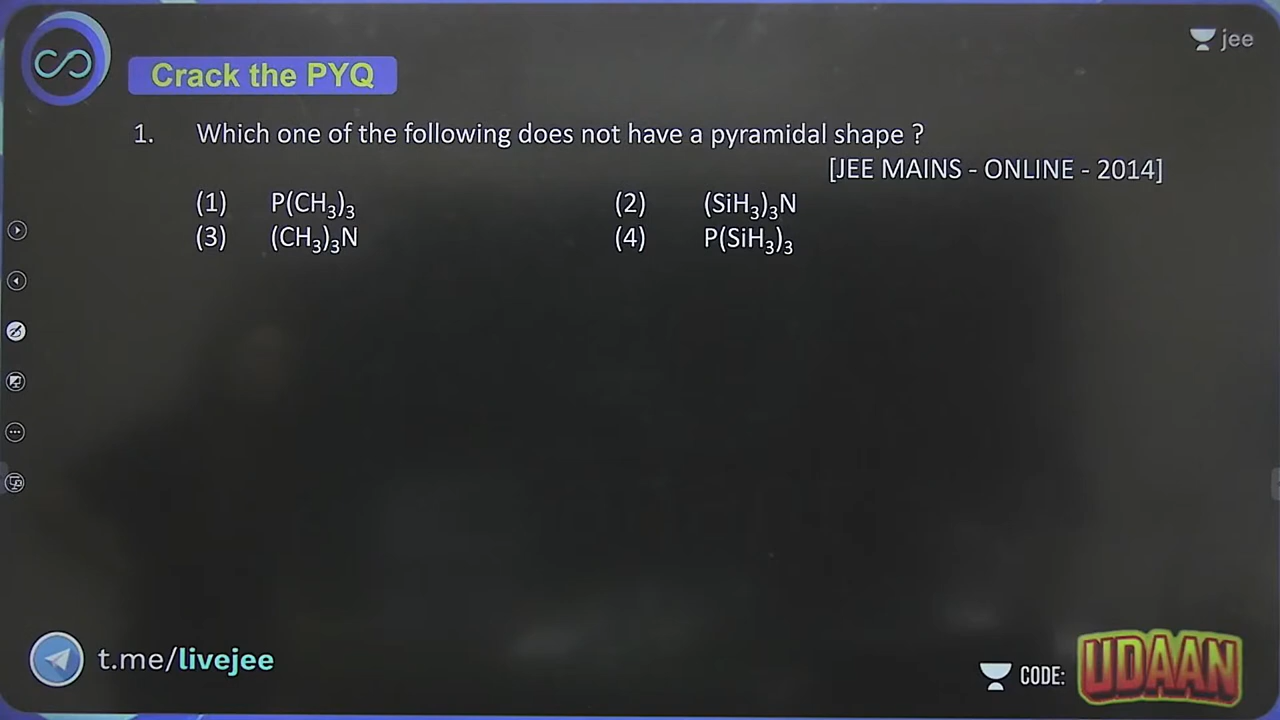 jee
Crack the PYQ
1. Which one of the following does not have a pyramidal shape ?
[JEE MAINS - ONLINE - 2014]
(1) P(CH₃)₃ (2) (SiH₃)₃N
(3) (CH₃)₃N (4) P(SiH₃)₃
t.me/livejee
CODE: UDAAN